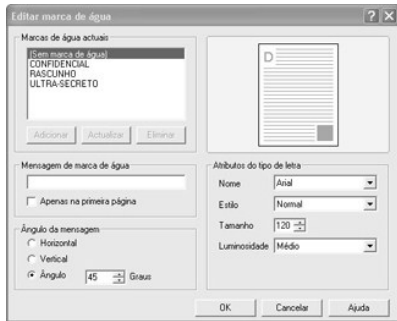 Editar marca de água
Marcas de água actuais
(Sem marca de água)
CONFIDENCIAL
RASCUNHO
ULTRA-SECRETO
Adicionar Actualizar Eliminar
D
Mensagem de marca de água
Apenas na primeira página
Ângulo da mensagem
Horizontal
Vertical
Ângulo 45 Graus
Atributos do tipo de letra
Nome Arial
Estilo Normal
Tamanho 120
Luminosidade Médio
OK Cancelar Ajuda